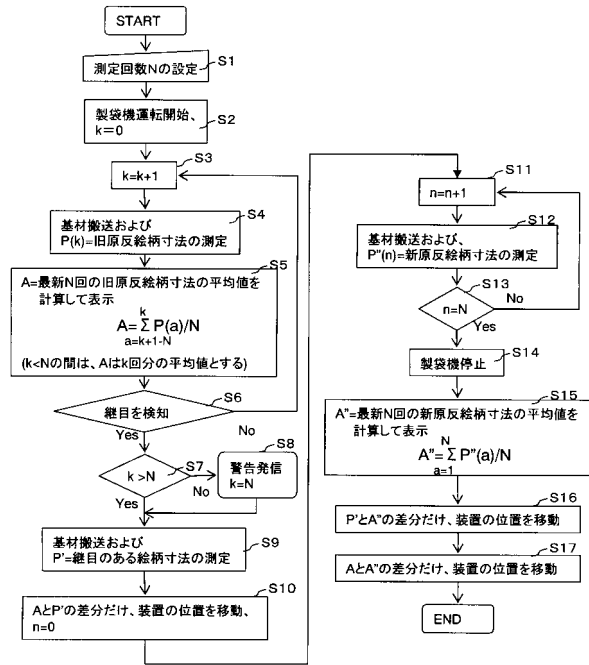 START
測定回数Nの設定
S1
製袋機運転開始、
k=0
S2
S3
k=k+1
S4
基材搬送および
P(k)=旧原反絵柄寸法の測定
S5
A=最新N回の旧原反絵柄寸法の平均値を
計算して表示
k
A=ΣP(a)/N
a=k+1-N
(k<Nの間は、Aはk回分の平均値とする)
S6
継目を検知
Yes
No
S7
k>N
No
Yes
S8
警告発信
k=N
S9
基材搬送および
P'=継目のある絵柄寸法の測定
S10
AとP'の差分だけ、装置の位置を移動、
n=0
S11
n=n+1
S12
基材搬送および、
P”(n)=新原反絵柄寸法の測定
S13
n=N
No
Yes
S14
製袋機停止
S15
A”=最新N回の新原反絵柄寸法の平均値を
計算して表示
N
A”=ΣP”(a)/N
a=1
S16
P'とA”の差分だけ、装置の位置を移動
S17
AとA”の差分だけ、装置の位置を移動
END